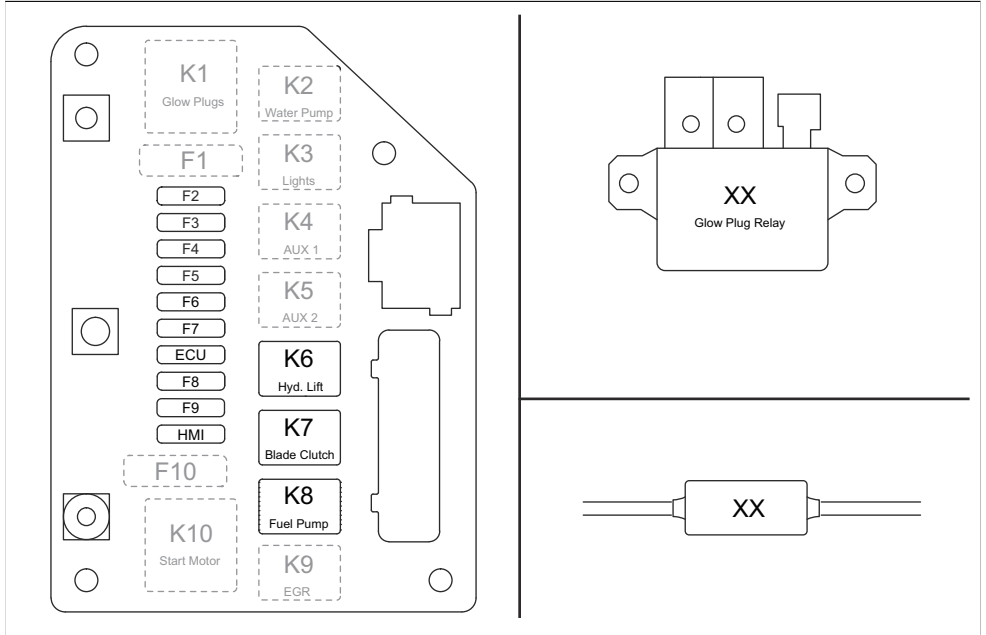 K1
Glow Plugs
F1
F2
F3
F4
F5
F6
F7
ECU
F8
F9
HMI
F10
K10
Start Motor
K2
Water Pump
K3
Lights
K4
AUX 1
K5
AUX 2
K6
Hyd. Lift
K7
Blade Clutch
K8
Fuel Pump
K9
EGR
XX
Glow Plug Relay
XX